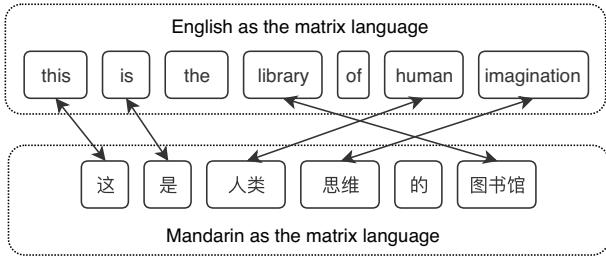 English as the matrix language
this is the library of human imagination
这 是 人类 思维 的 图书馆
Mandarin as the matrix language